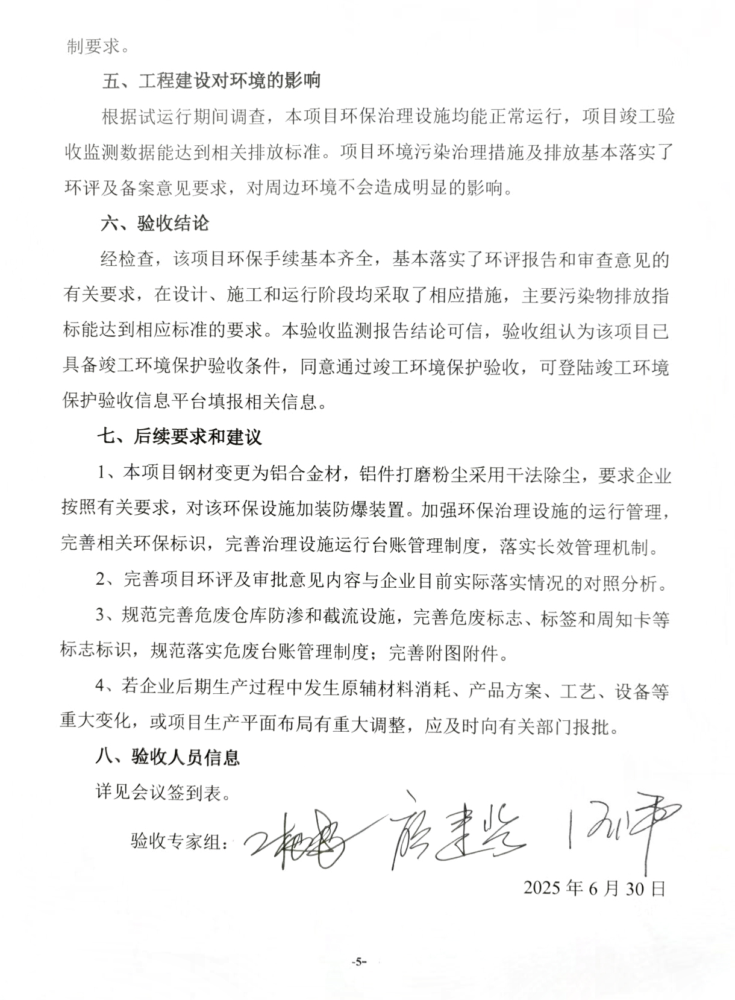 制要求。
五、工程建设对环境的影响
根据试运行期间调查，本项目环保治理设施均能正常运行，项目竣工验
收监测数据能达到相关排放标准。项目环境污染治理措施及排放基本落实了
环评及备案意见要求，对周边环境不会造成明显的影响。
六、验收结论
经检查，该项目环保手续基本齐全，基本落实了环评报告和审查意见的
有关要求，在设计、施工和运行阶段均采取了相应措施，主要污染物排放指
标能达到相应标准的要求。本验收监测报告结论可信，验收组认为该项目已
具备竣工环境保护验收条件，同意通过竣工环境保护验收，可登陆竣工环境
保护验收信息平台填报相关信息。
七、后续要求和建议
1、本项目钢材变更为铝合金材，铝件打磨粉尘采用干法除尘，要求企业
按照有关要求，对该环保设施加装防爆装置。加强环保治理设施的运行管理，
完善相关环保标识，完善治理设施运行台账管理制度，落实长效管理机制。
2、完善项目环评及审批意见内容与企业目前实际落实情况的对照分析。
3、规范完善危废仓库防渗和截流设施，完善危废标志、标签和周知卡等
标志标识，规范落实危废台账管理制度；完善附图附件。
4、若企业后期生产过程中发生原辅材料消耗、产品方案、工艺、设备等
重大变化，或项目生产平面布局有重大调整，应及时向有关部门报批。
八、验收人员信息
详见会议签到表。
验收专家组：
2025 年 6 月 30 日
-5-